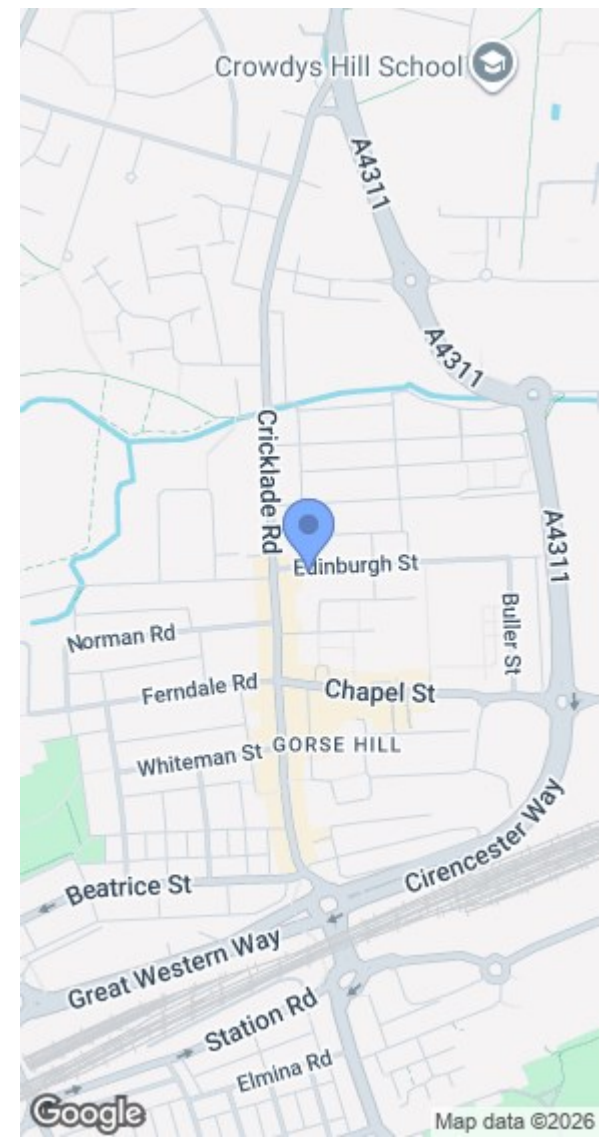 Crowdys Hill School
A4311
A4311
Cricklade Rd
A4311
Edinburgh St
Buller St
Norman Rd
Ferndale Rd
Chapel St
Whiteman St
GORSE HILL
Cirencester Way
Beatrice St
Great Western Way
Station Rd
Elmina Rd
Google
Map data ©2026